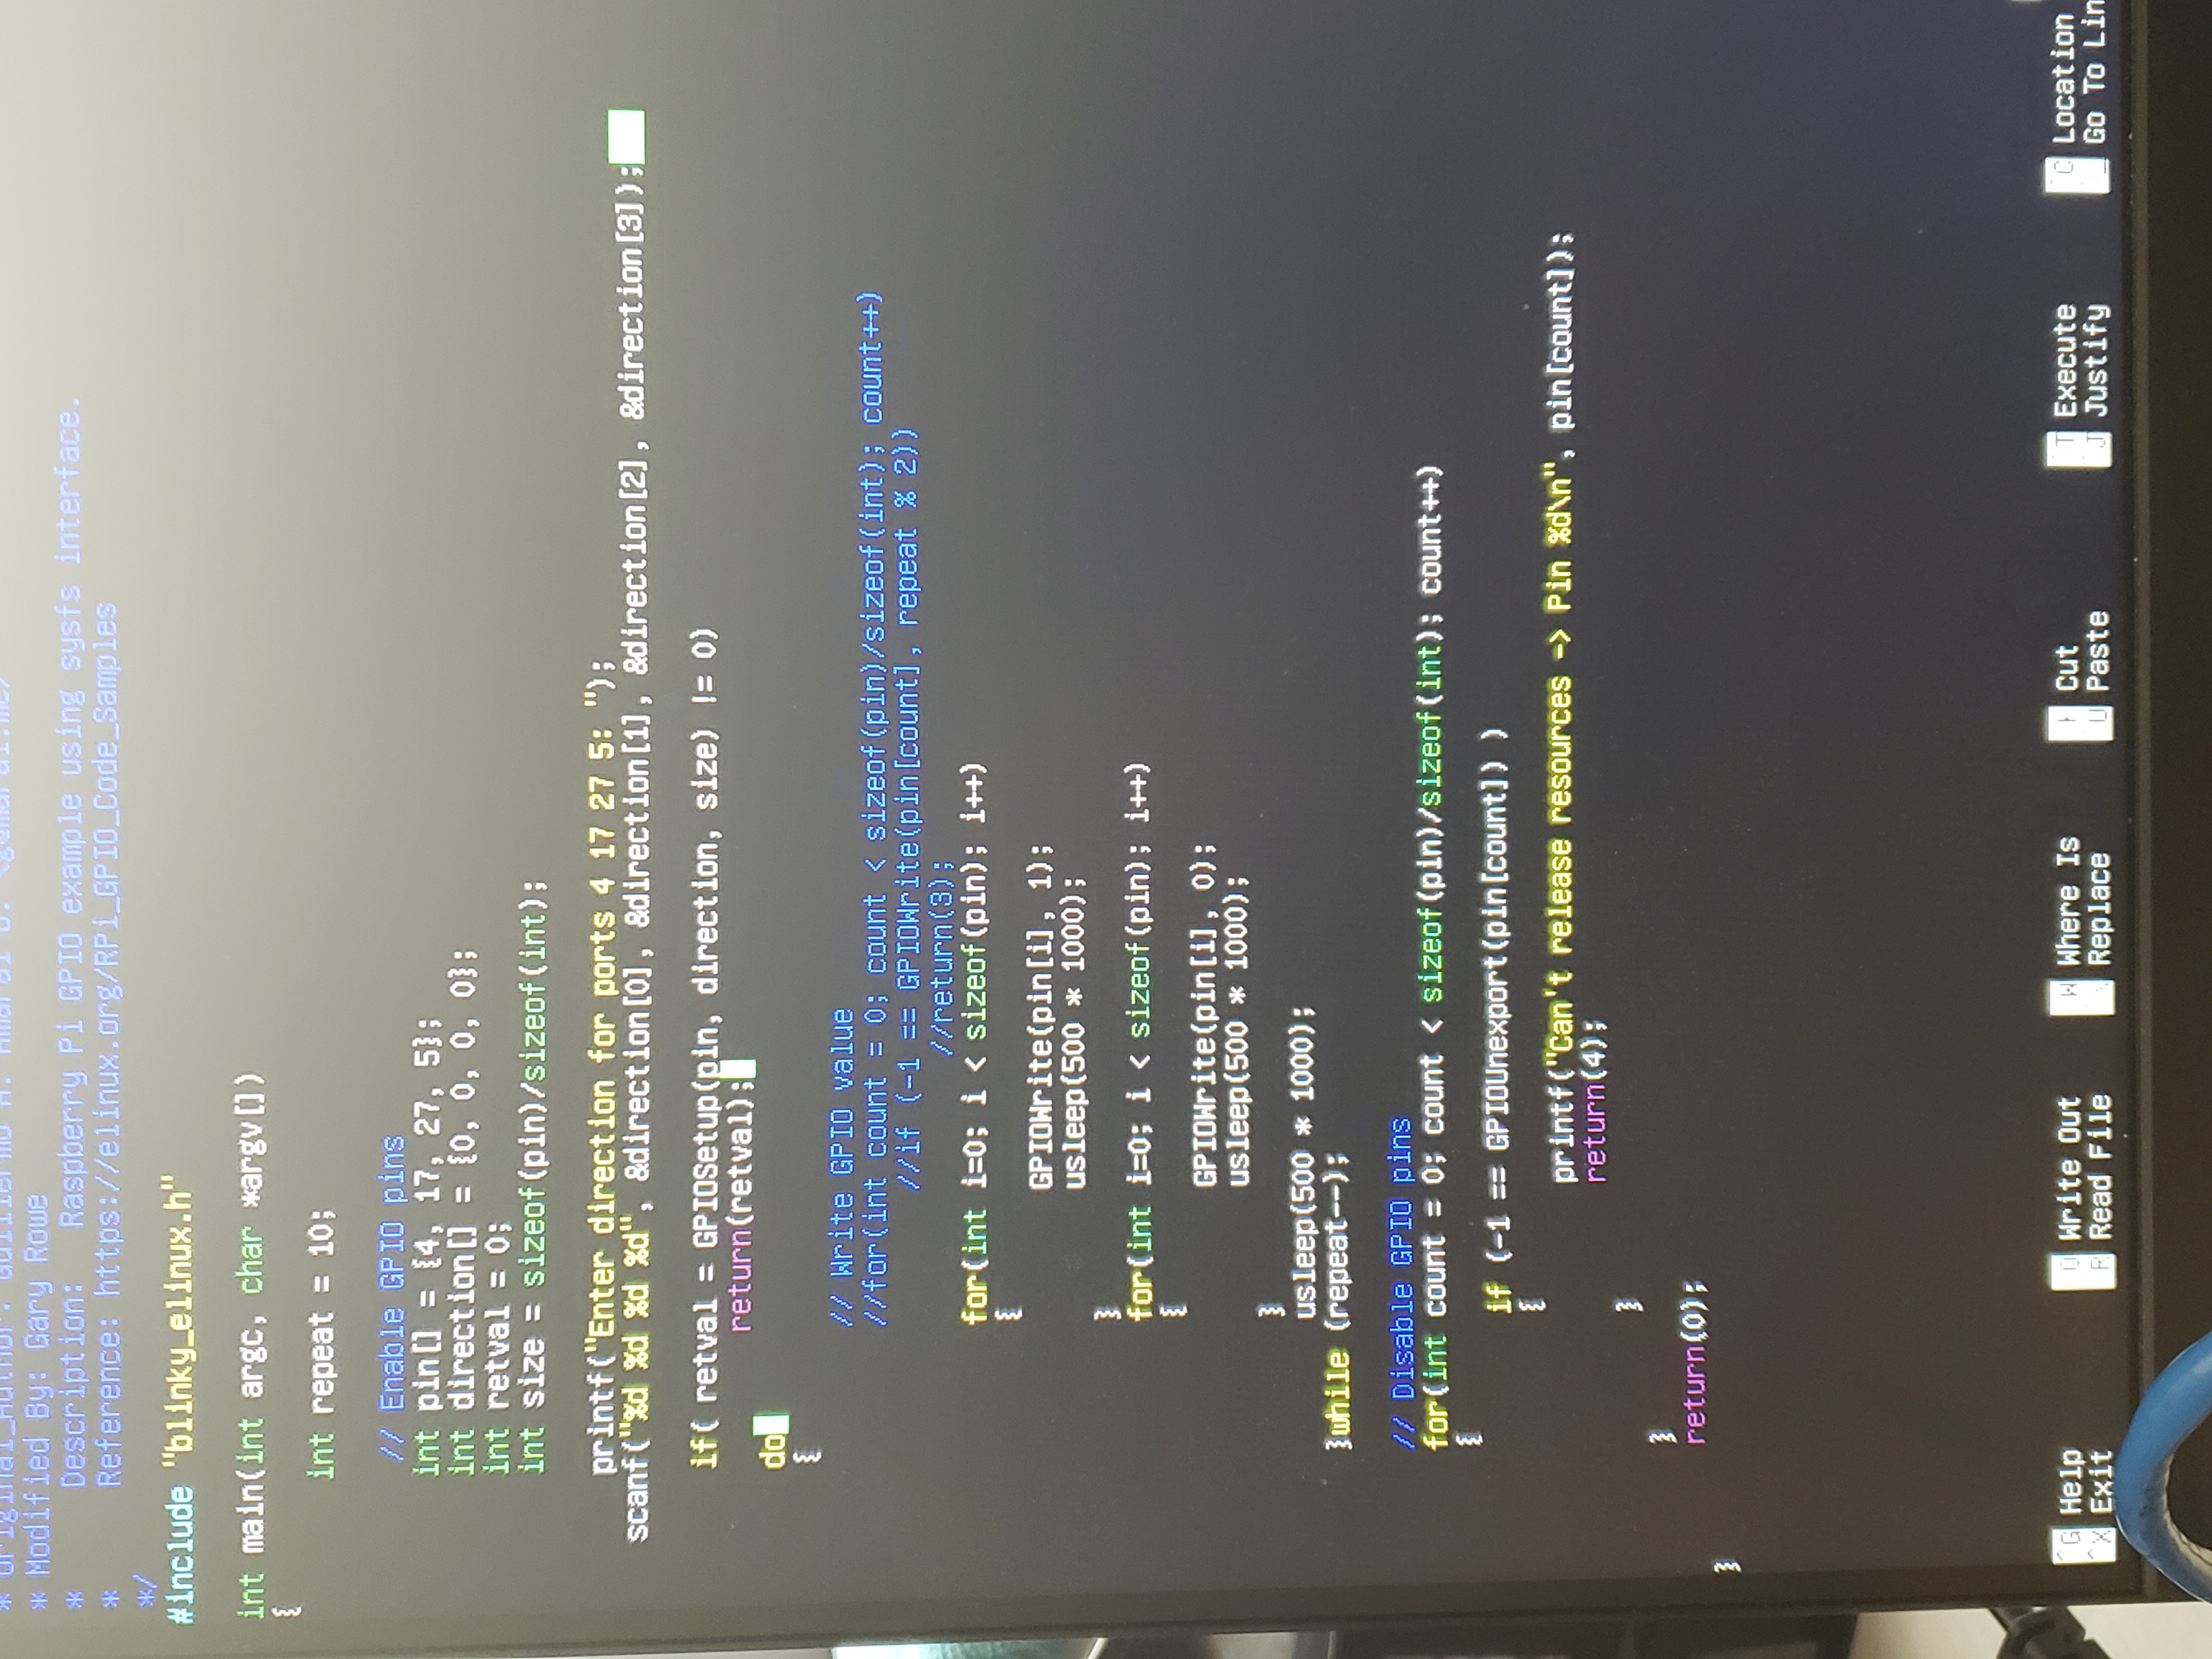 * Modified By: Gary Rowe
*      Description:   Raspberry Pi GPIO example using sysfs interface.
*      Reference: https://elinux.org/RPi_GPIO_Code_Samples
*/
#include "blinky_elinux.h"
int main(int argc, char *argv[])
{
int repeat = 10;
// Enable GPIO pins
int pin[] = {4, 17, 27, 5};
int direction[] = {0, 0, 0, 0};
int retval = 0;
int size = sizeof(pin)/sizeof(int);
printf("Enter direction for ports 4 17 27 5: ");
scanf("%d %d %d %d", &direction[0], &direction[1], &direction[2], &direction[3]);
if( retval = GPIOSetup(pin, direction, size) != 0)
return(retval);
do
{
// Write GPIO value
//for(int count = 0; count < sizeof(pin)/sizeof(int); count++)
//if (-1 == GPIOWrite(pin[count], repeat % 2))
//return(3);
for(int i=0; i < sizeof(pin); i++)
{
GPIOWrite(pin[i], 1);
usleep(500 * 1000);
}
for(int i=0; i < sizeof(pin); i++)
{
GPIOWrite(pin[i], 0);
usleep(500 * 1000);
}
usleep(500 * 1000);
}while (repeat--);
// Disable GPIO pins
for(int count = 0; count < sizeof(pin)/sizeof(int); count++)
{
if (-1 == GPIOUnexport(pin[count]) )
{
printf("Can't release resources -> Pin %d\n", pin[count]);
return(4);
}
}
return(0);
}
^G Help O Write Out W Where Is Cut T Execute C Location
^X Exit R Read File \ Replace U Paste J Justify _ Go To Lin